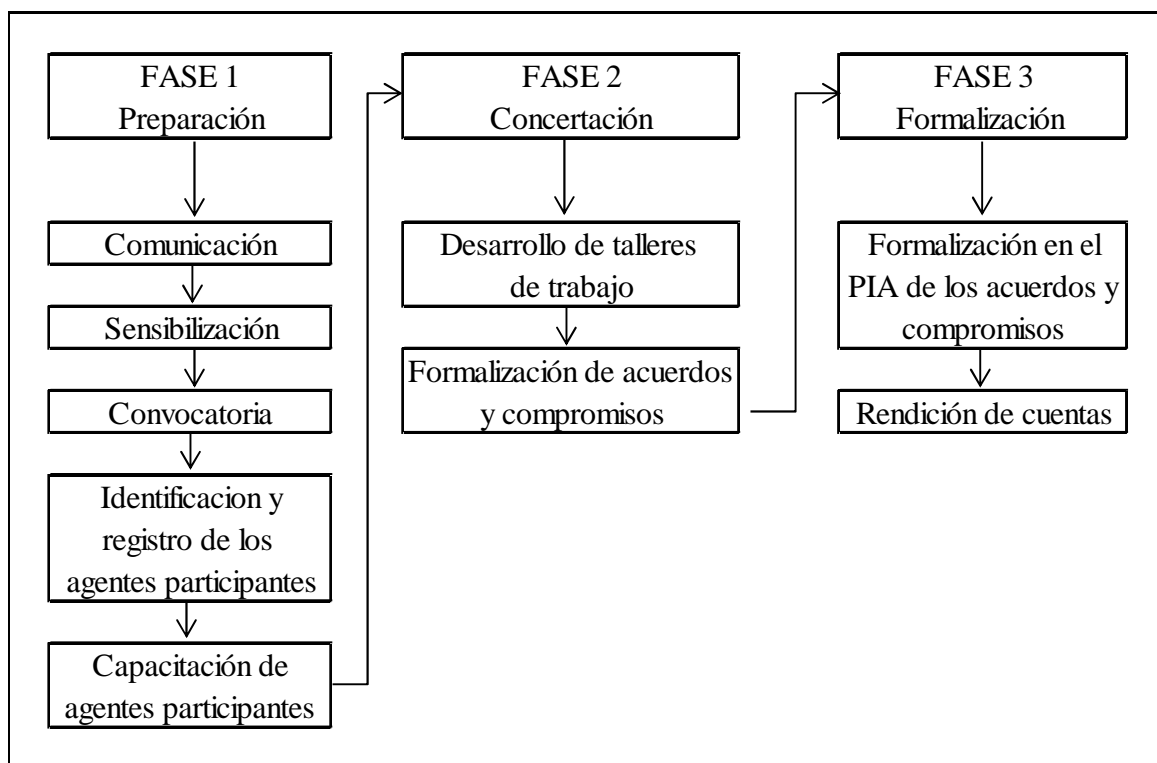 FASE 1
Preparación
Comunicación
Sensibilización
Convocatoria
Identificacion y
registro de los
agentes participantes
Capacitación de
agentes participantes
FASE 2
Concertación
Desarrollo de talleres
de trabajo
Formalización de acuerdos
y compromisos
FASE 3
Formalización
Formalización en el
PIA de los acuerdos y
compromisos
Rendición de cuentas